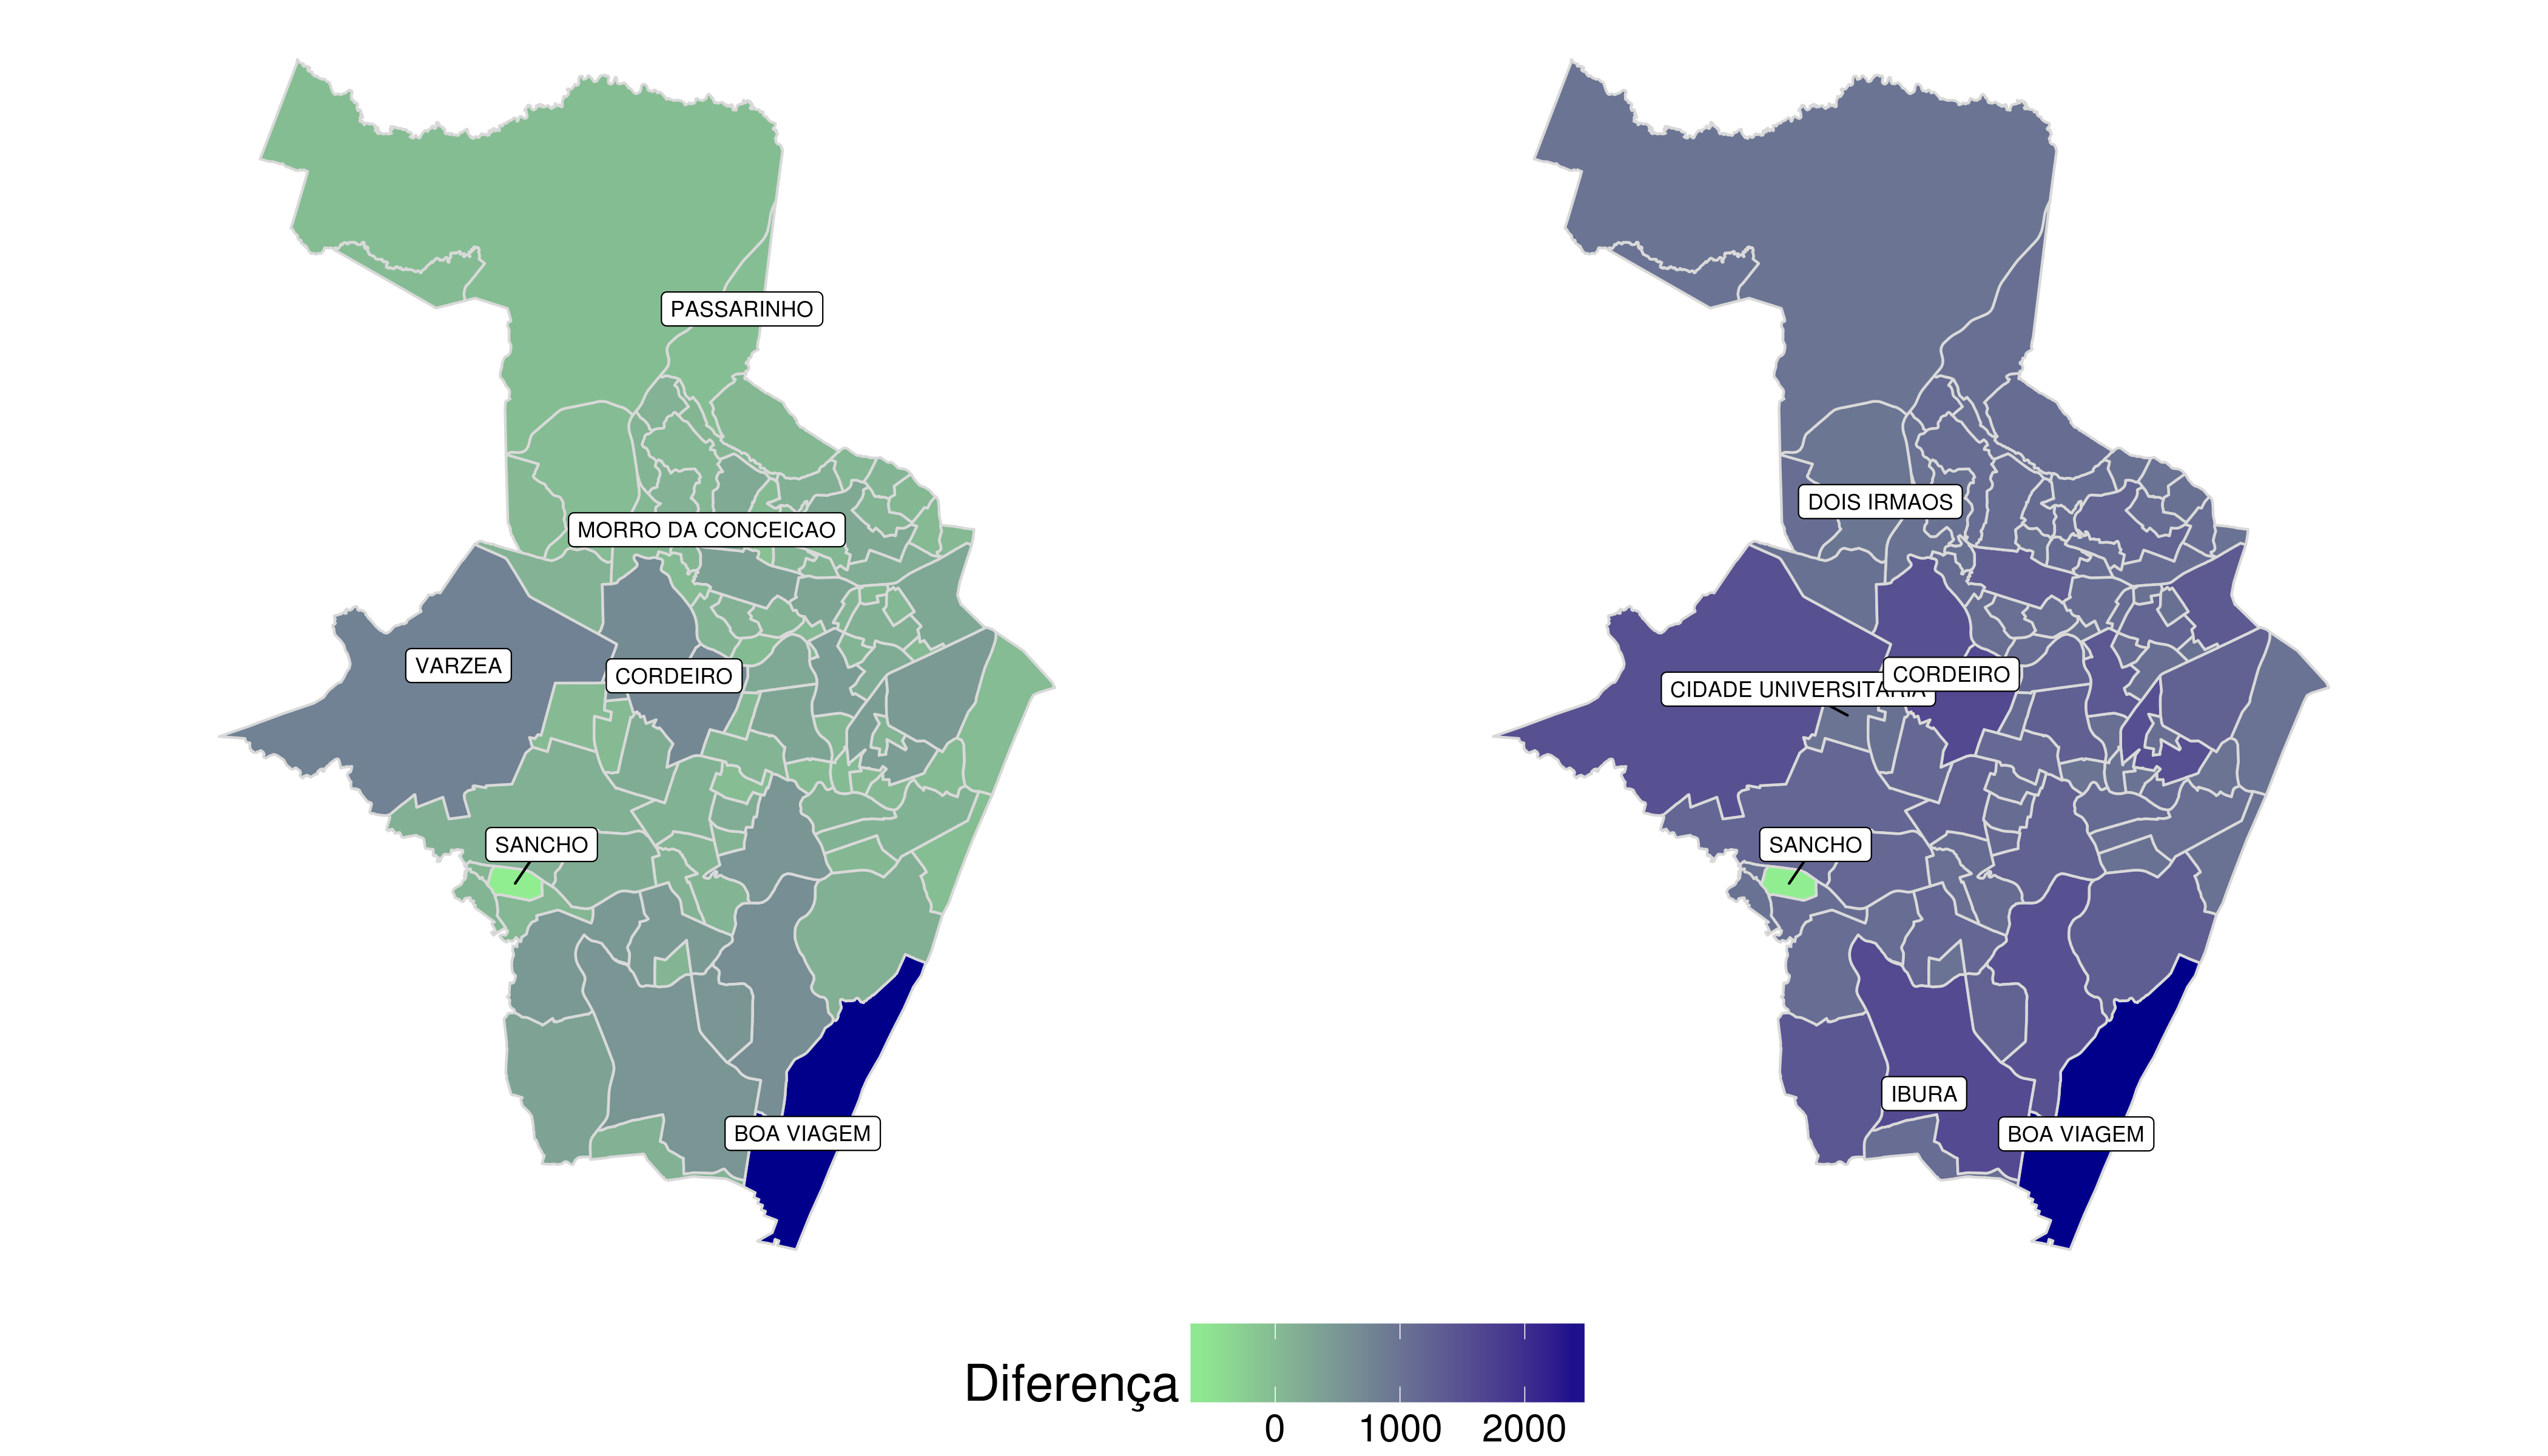 PASSARINHO
MORRO DA CONCEICAO
VARZEA
CORDEIRO
SANCHO
BOA VIAGEM
DOIS IRMAOS
CORDEIRO
CIDADE UNIVERSITARIA
SANCHO
IBURA
BOA VIAGEM
Diferença
0 1000 2000